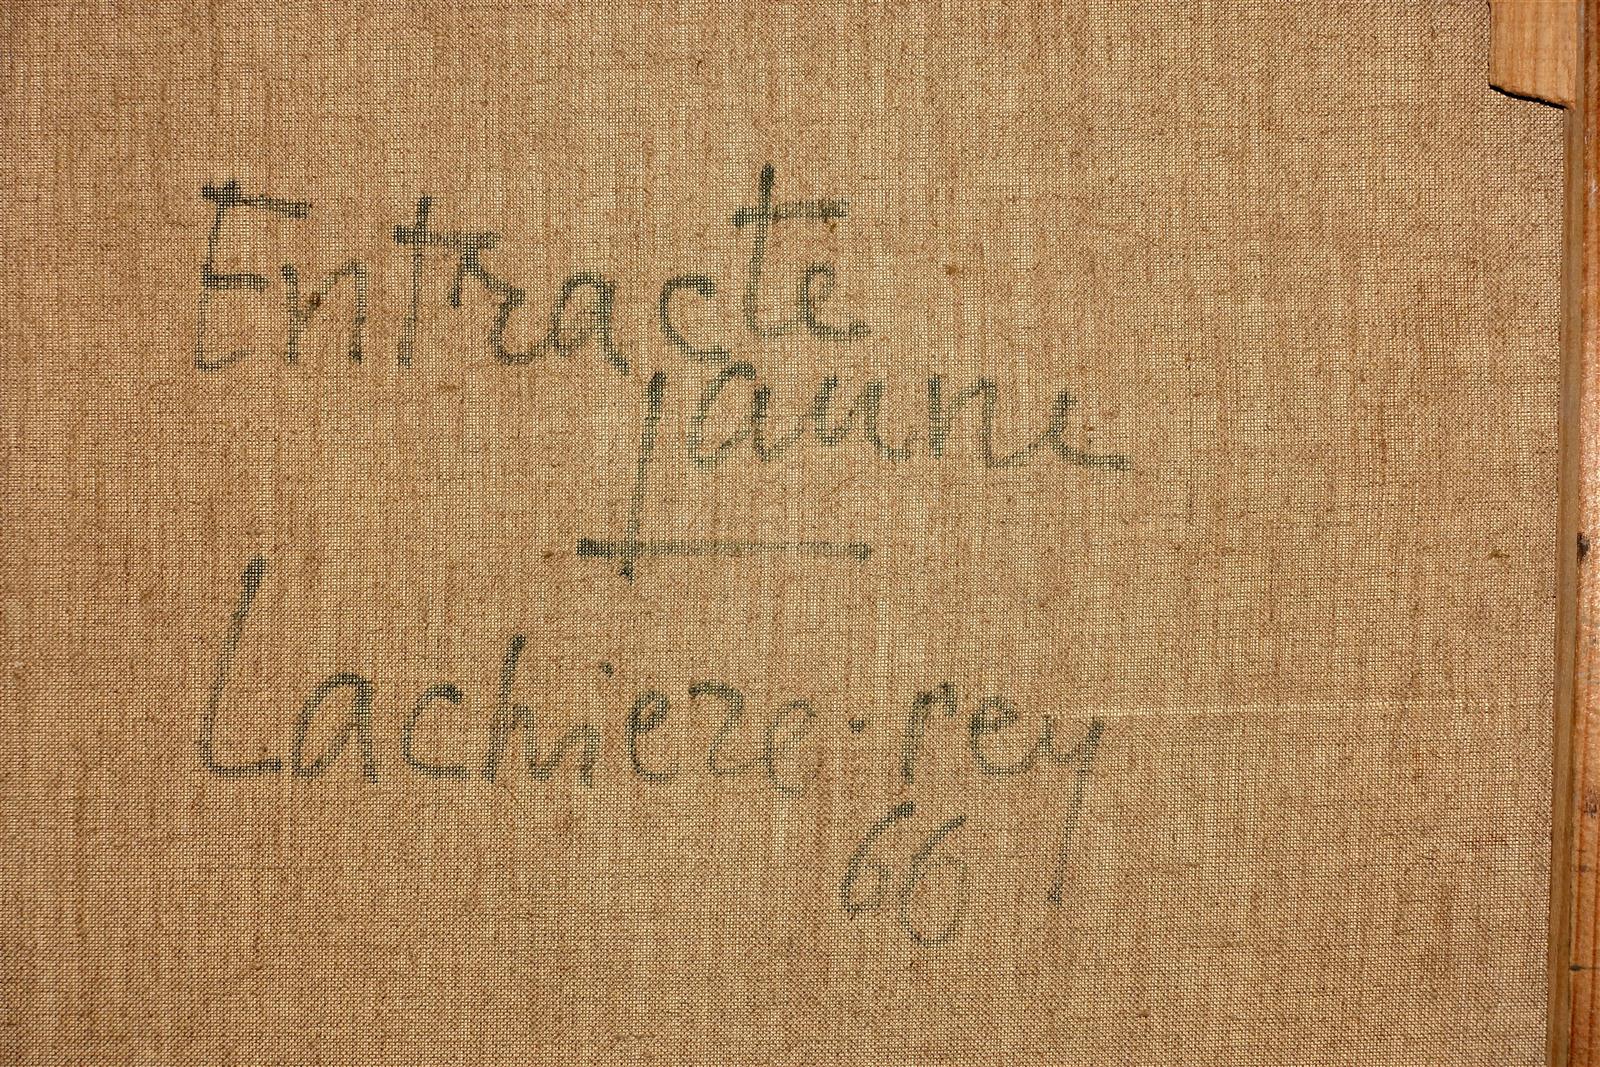 Entracte
jaune
Lachieze-rey
66